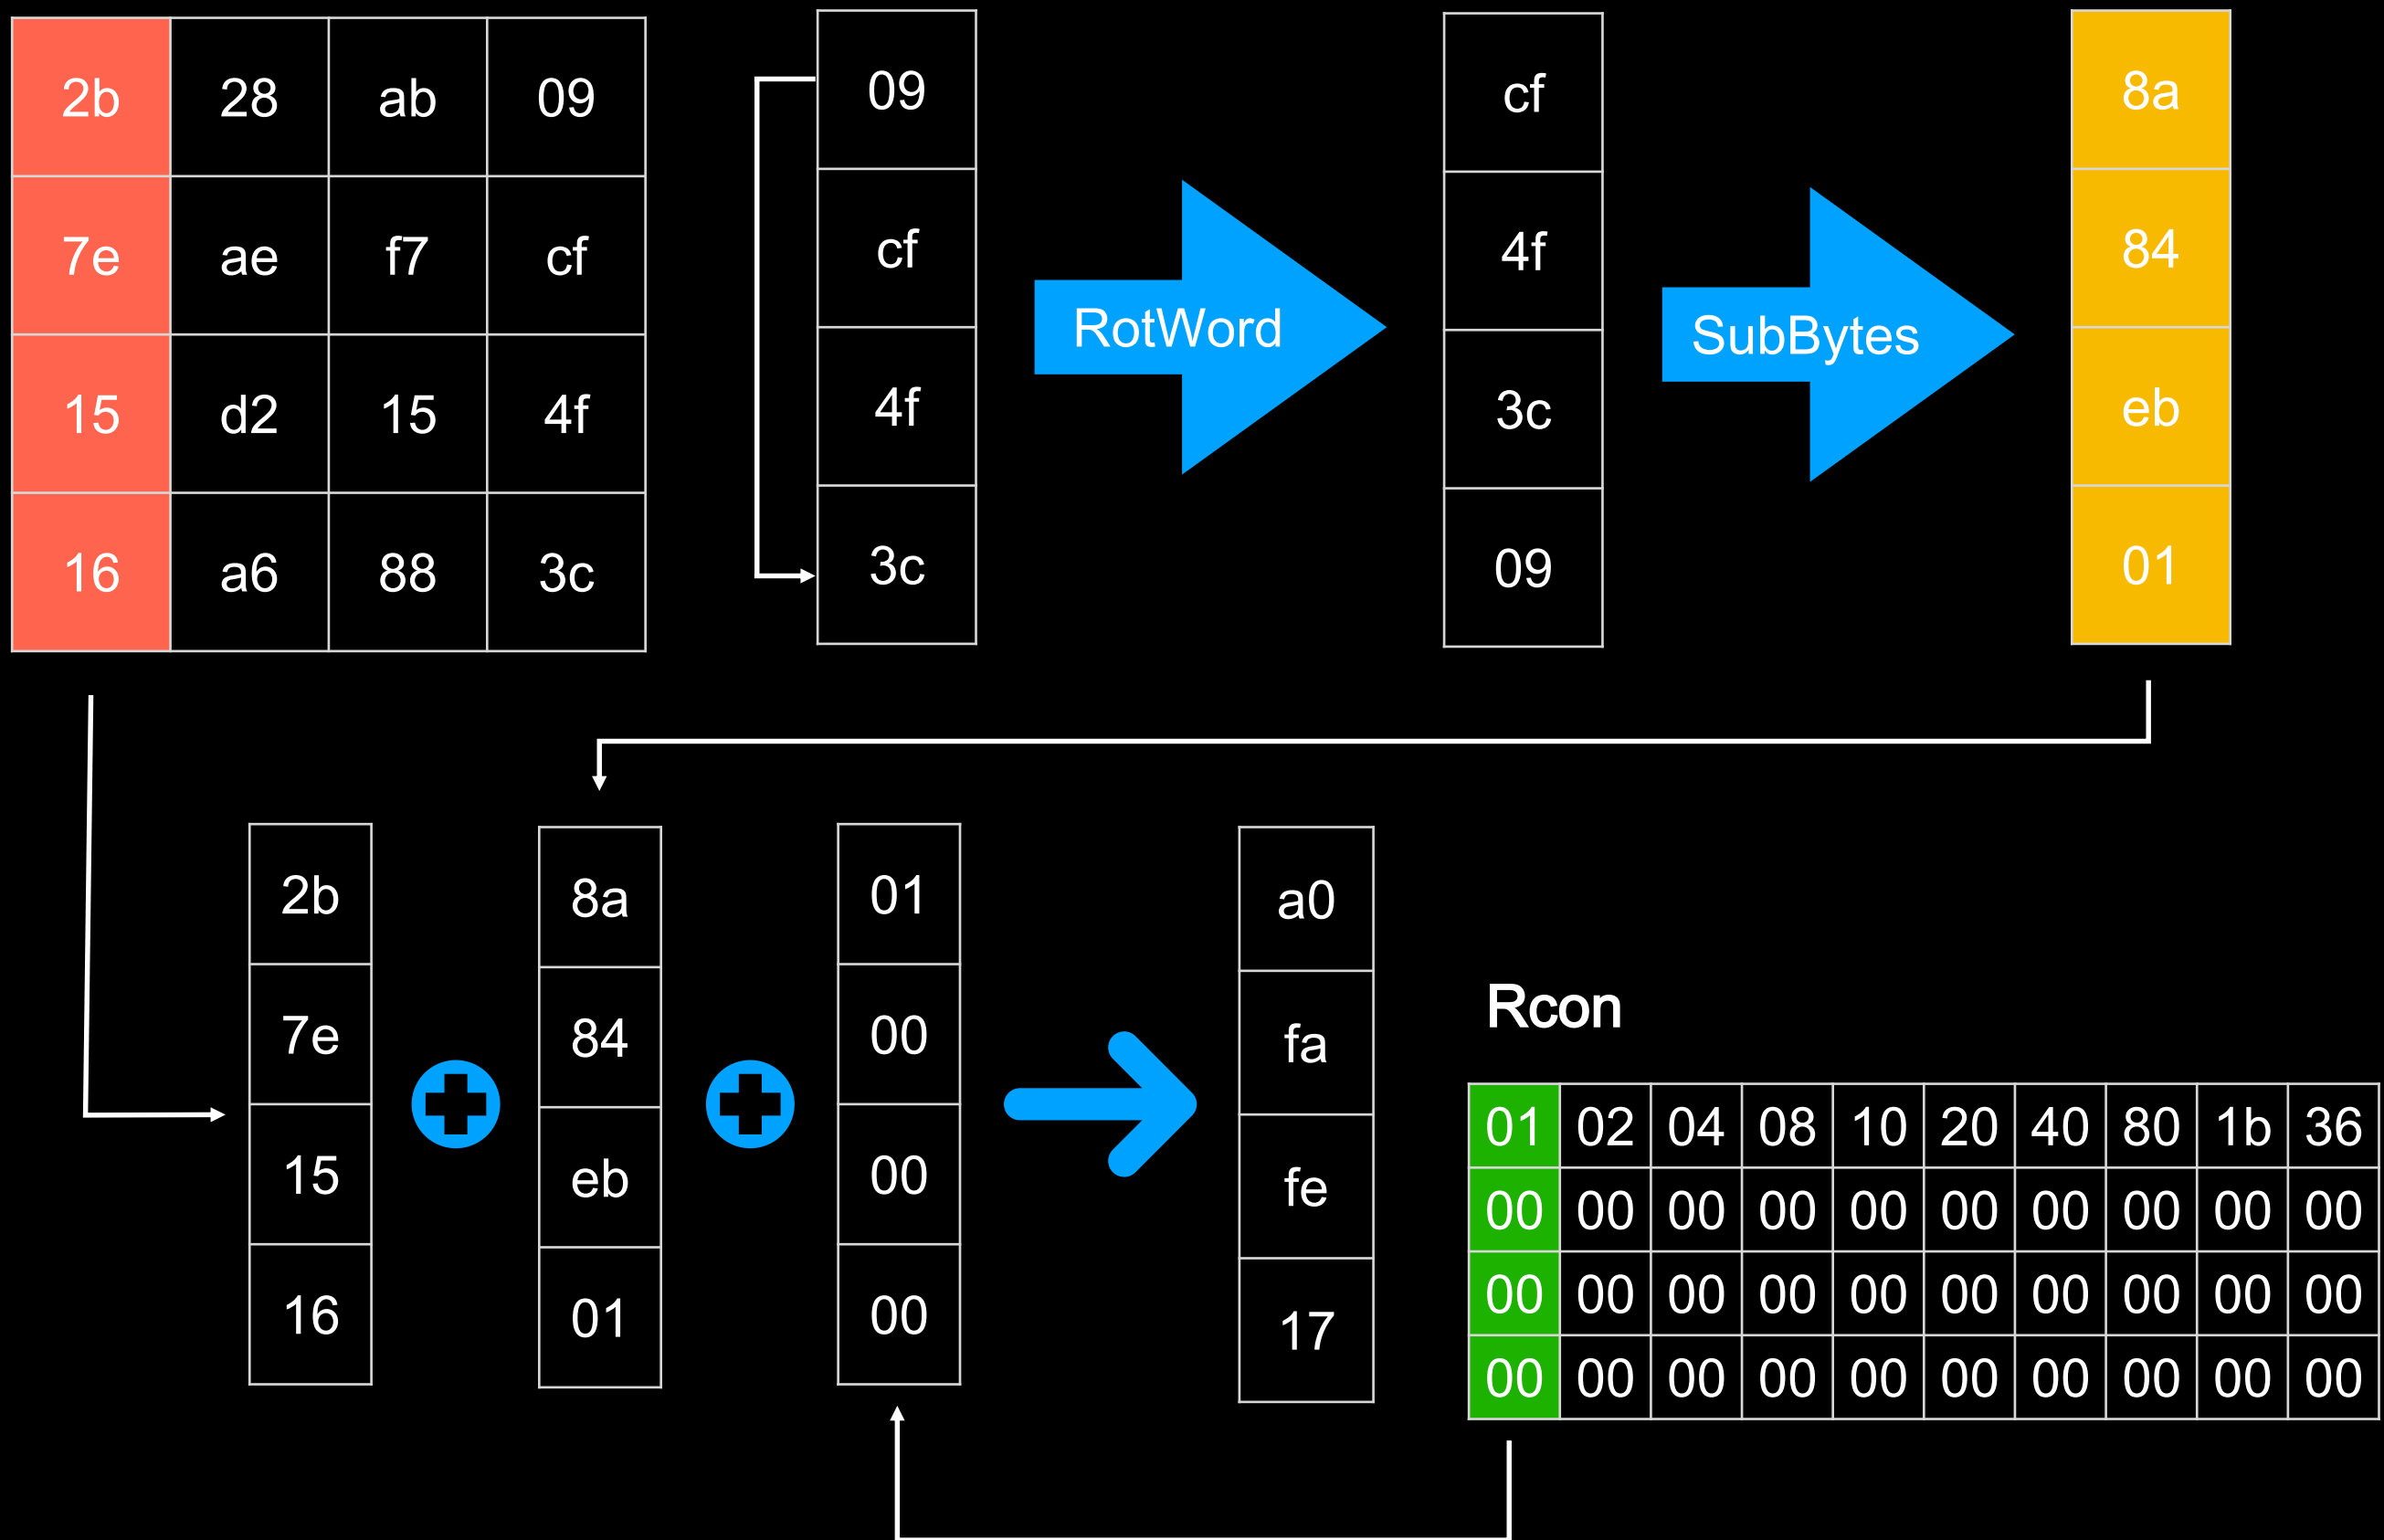 2b 28 ab 09
7e ae f7 cf
15 d2 15 4f
16 a6 88 3c
09
cf
4f
3c
RotWord
cf
4f
3c
09
SubBytes
8a
84
eb
01
2b
7e
15
16
8a
84
eb
01
01
00
00
00
a0
fa
fe
17
Rcon
01 02 04 08 10 20 40 80 1b 36
00 00 00 00 00 00 00 00 00 00
00 00 00 00 00 00 00 00 00 00
00 00 00 00 00 00 00 00 00 00